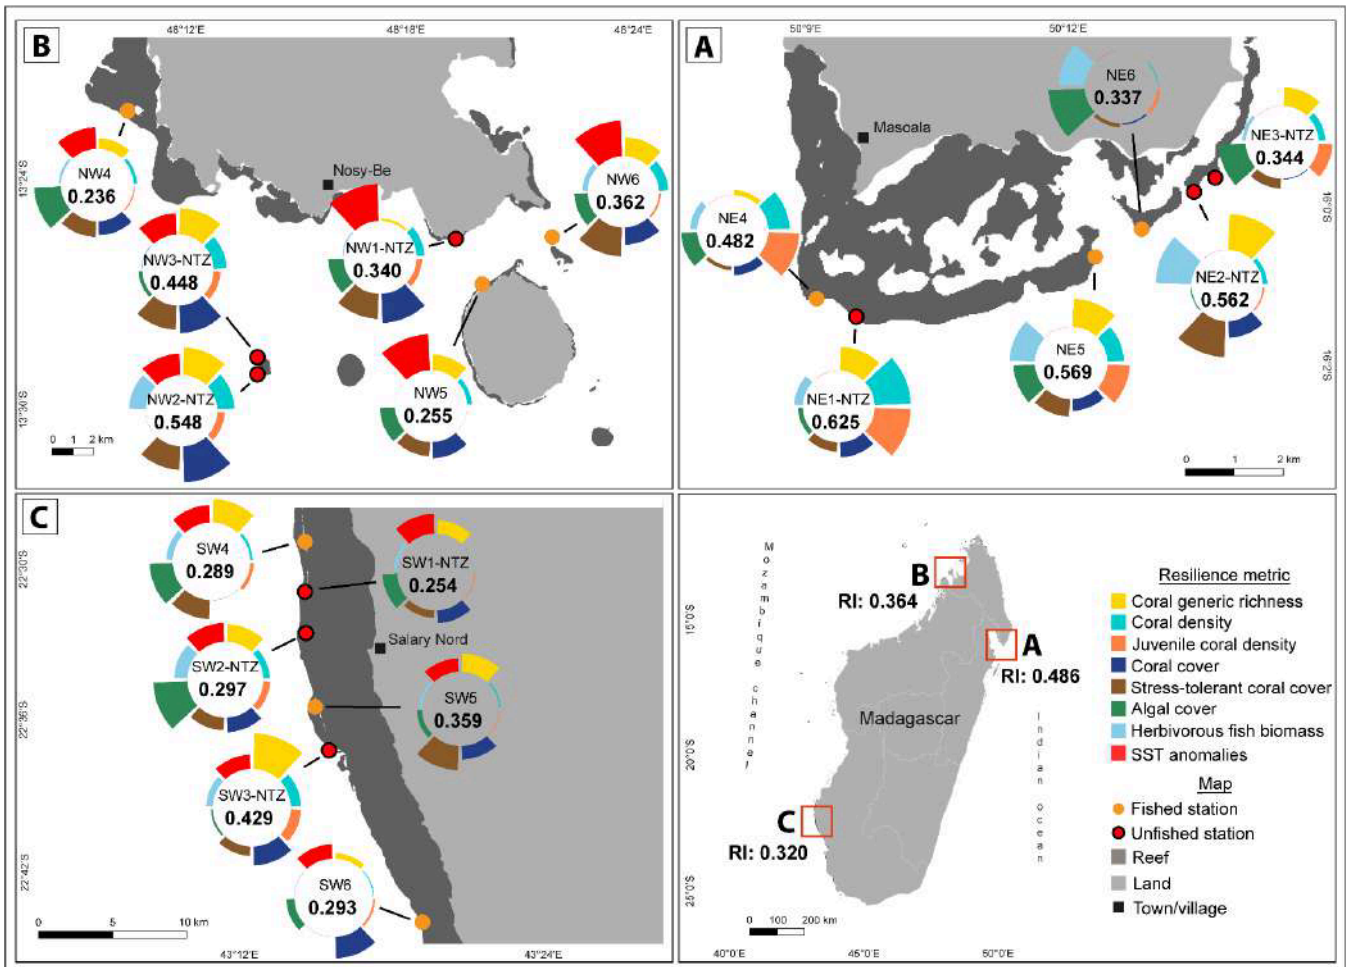 B
48°12'E
48°18'E
48°24'E
13°24'S
13°30'S
NW4
0.236
Nosy-Be
NW6
0.362
NW3-NTZ
0.448
NW1-NTZ
0.340
NW2-NTZ
0.548
NW5
0.255
0 1 2 km
A
50°9'E
50°12'E
16°0'S
16°2'S
NE6
0.337
Masoala
NE3-NTZ
0.344
NE4
0.482
NE2-NTZ
0.562
NE5
0.569
NE1-NTZ
0.625
0 1 2 km
C
22°30'S
22°36'S
22°42'S
SW4
0.289
SW1-NTZ
0.254
Salary Nord
SW2-NTZ
0.297
SW5
0.359
SW3-NTZ
0.429
SW6
0.293
0 5 10 km
43°12'E
43°24'E
Mozambique channel
B
RI: 0.364
A
RI: 0.486
Madagascar
C
RI: 0.320
Indian ocean
15°0'S
20°0'S
25°0'S
0 100 200 km
40°0'E
45°0'E
50°0'E
Resilience metric
Coral generic richness
Coral density
Juvenile coral density
Coral cover
Stress-tolerant coral cover
Algal cover
Herbivorous fish biomass
SST anomalies
Map
Fished station
Unfished station
Reef
Land
Town/village